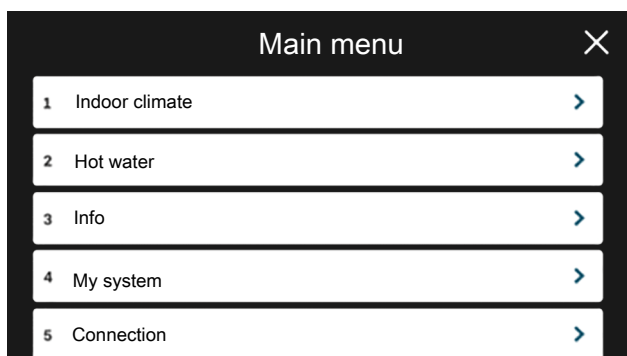 Main menu
1 Indoor climate
2 Hot water
3 Info
4 My system
5 Connection